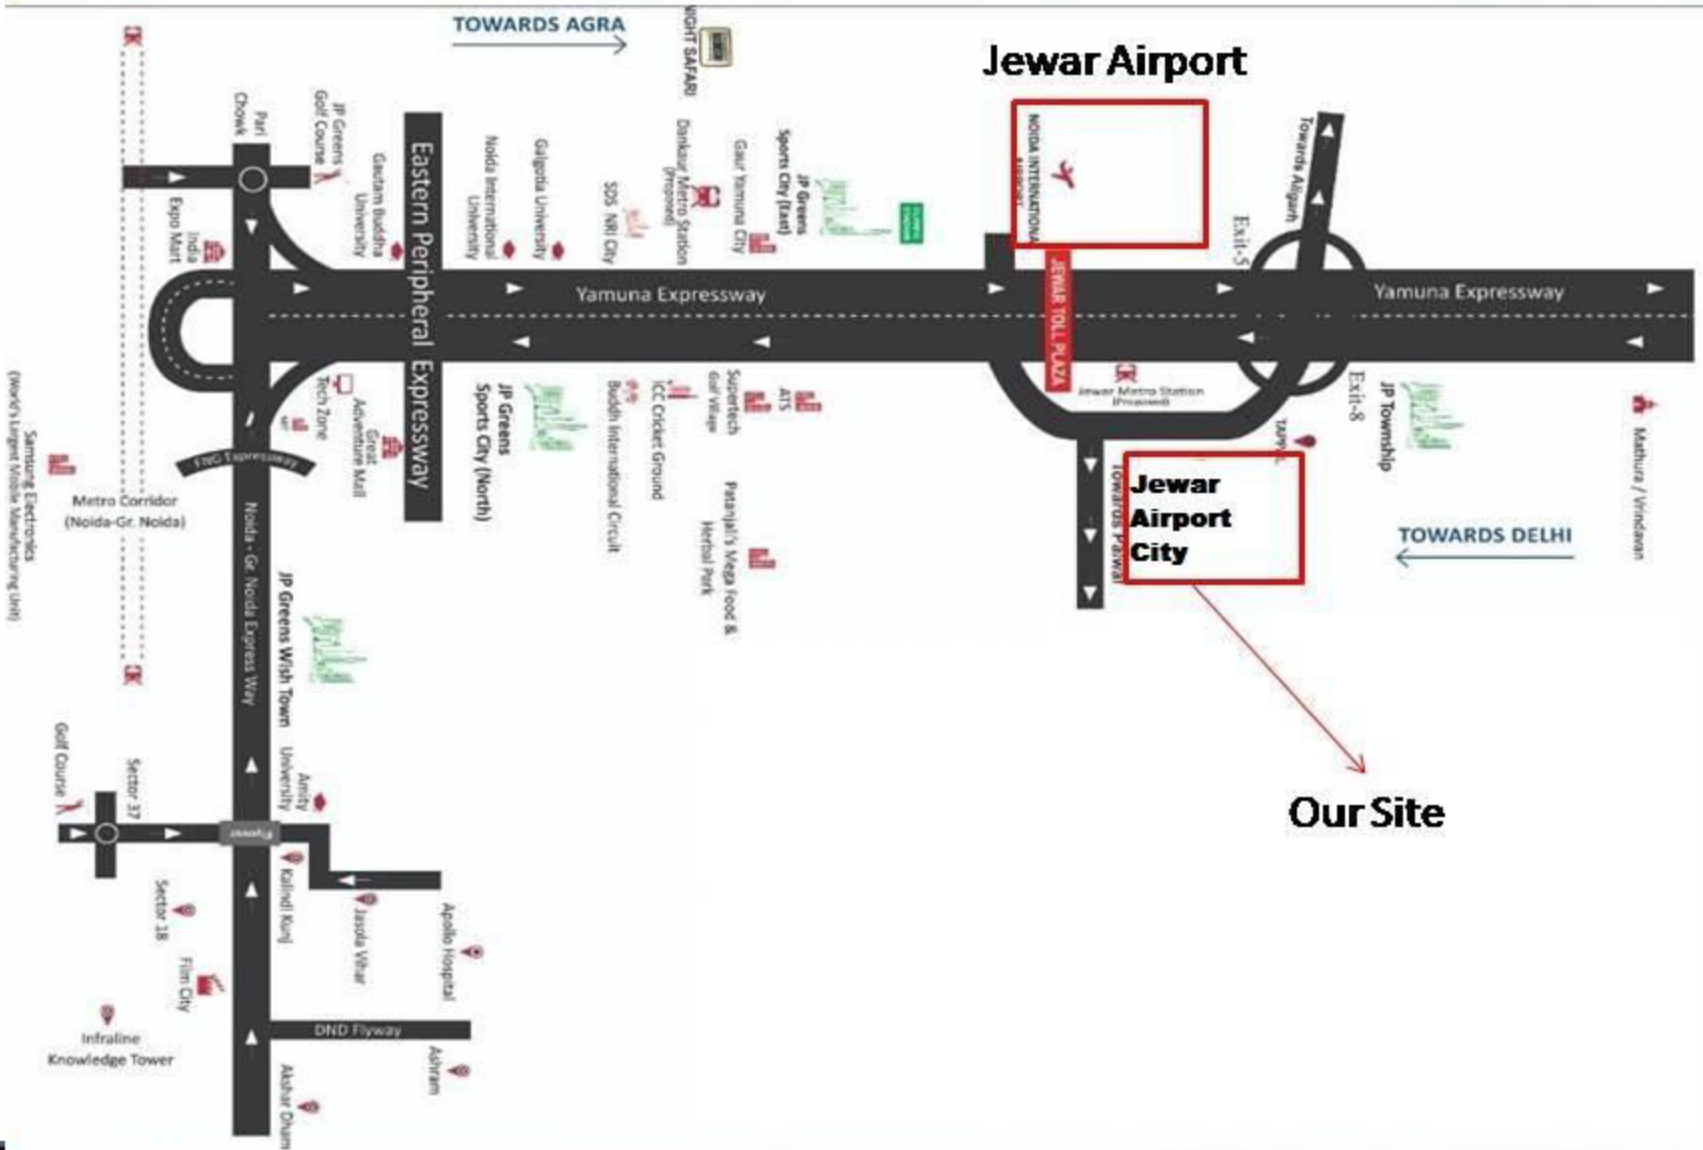 TOWARDS AGRA
NIGHT SAFARI
Jewar Airport
Pari
Chowk
JP Greens
Golf Course
Gautam Buddha
University
Eastern Peripheral Expressway
Noida International
University
Galgotia University
SDS NRI City
Dankaur Metro Station
(Proposed)
Gaur Yamuna City
JP Greens
Sports City (East)
NOIDA INTERNATIONAL
AIRPORT
Exit-5
Towards Aligarh
India
Expo Mart
Yamuna Expressway
JEWAR TOLL PLAZA
Yamuna Expressway
Tech Zone
Great
Adventure Mall
JP Greens
Sports City (North)
Buddh International Circuit
ICC Cricket Ground
Supertech
Golf Village
ATS
Jewar Metro Station
(Proposed)
Exit-8
JP Township
Mathura / Vrindavan
TAPPAL
Samsung Electronics
(World's Largest Mobile Manufacturing Unit)
FNG Expressway
Metro Corridor
(Noida-Gr. Noida)
Patanjal's Mega Food &
Herbal Park
Towards Palwal
Jewar
Airport
City
TOWARDS DELHI
Noida - Gr. Noida Express Way
JP Greens Wish Town
Our Site
Golf Course
Sector 37
Amity
University
Flyover
Kalindi Kunj
Sector 18
Jasola Vihar
Apollo Hospital
Film City
Infraline
Knowledge Tower
DND Flyway
Ashram
Akshar Dham